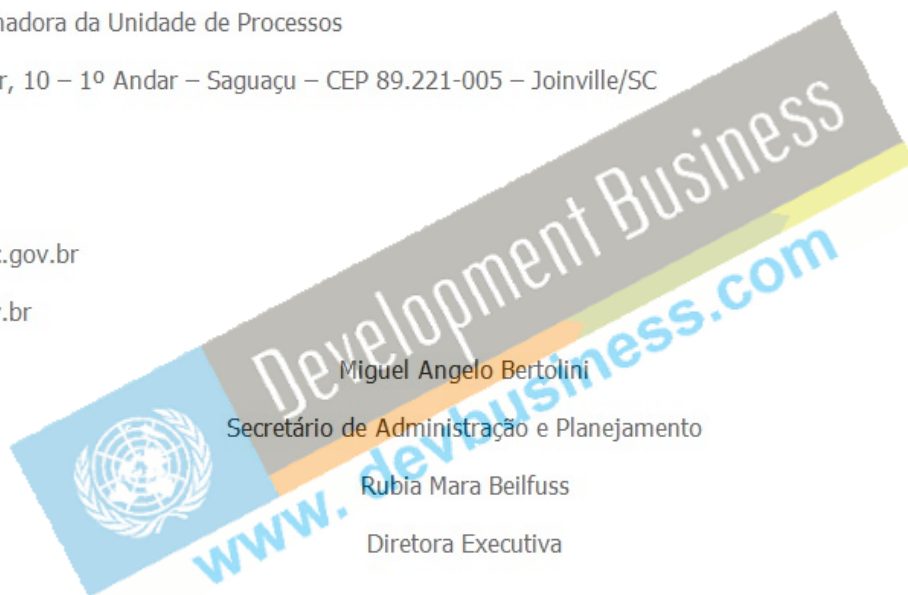 nadora da Unidade de Processos
r, 10 – 1º Andar – Saguaçu – CEP 89.221-005 – Joinville/SC
.gov.br
.br
Development Business
www.devbusiness.com
Miguel Angelo Bertolini
Secretário de Administração e Planejamento
Rubia Mara Beilfuss
Diretora Executiva